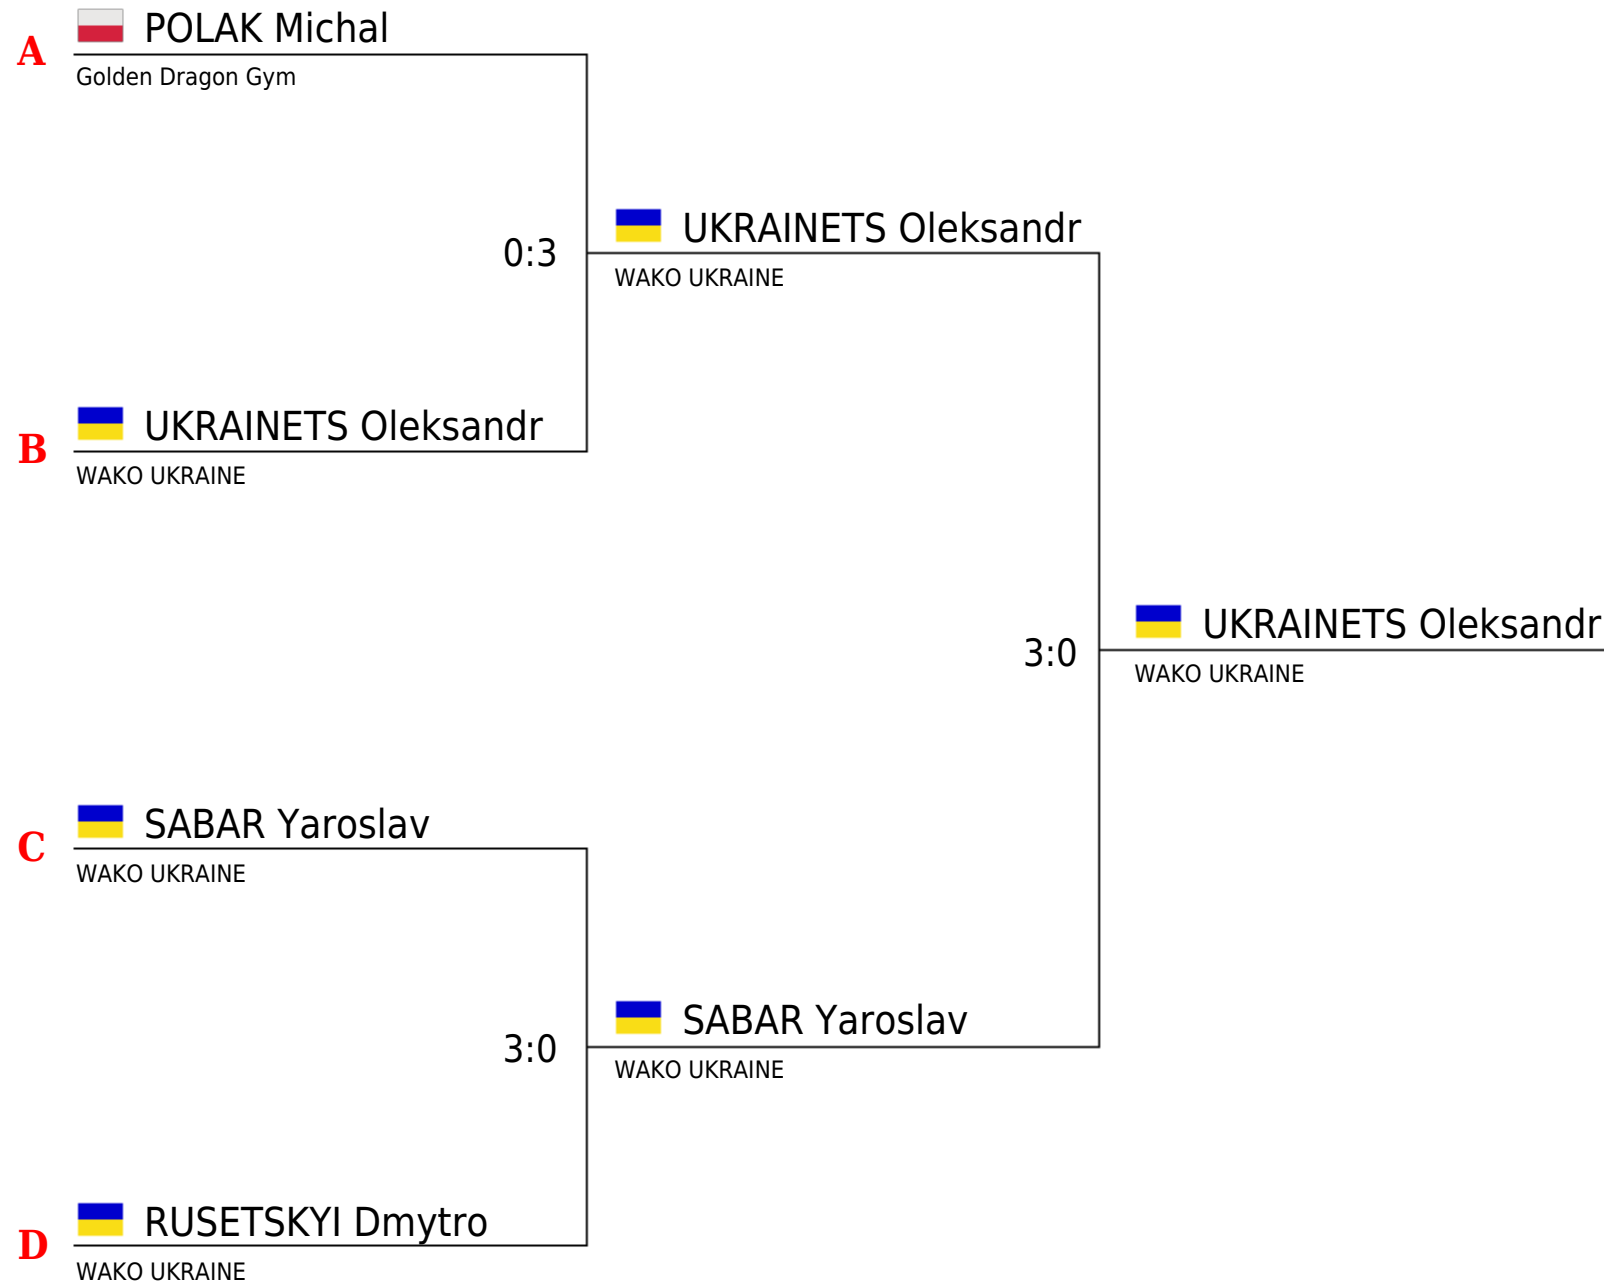 POLAK Michal
A
Golden Dragon Gym
UKRAINETS Oleksandr
0:3
WAKO UKRAINE
UKRAINETS Oleksandr
B
WAKO UKRAINE
UKRAINETS Oleksandr
3:0
WAKO UKRAINE
SABAR Yaroslav
C
WAKO UKRAINE
SABAR Yaroslav
3:0
WAKO UKRAINE
RUSETSKYI Dmytro
D
WAKO UKRAINE